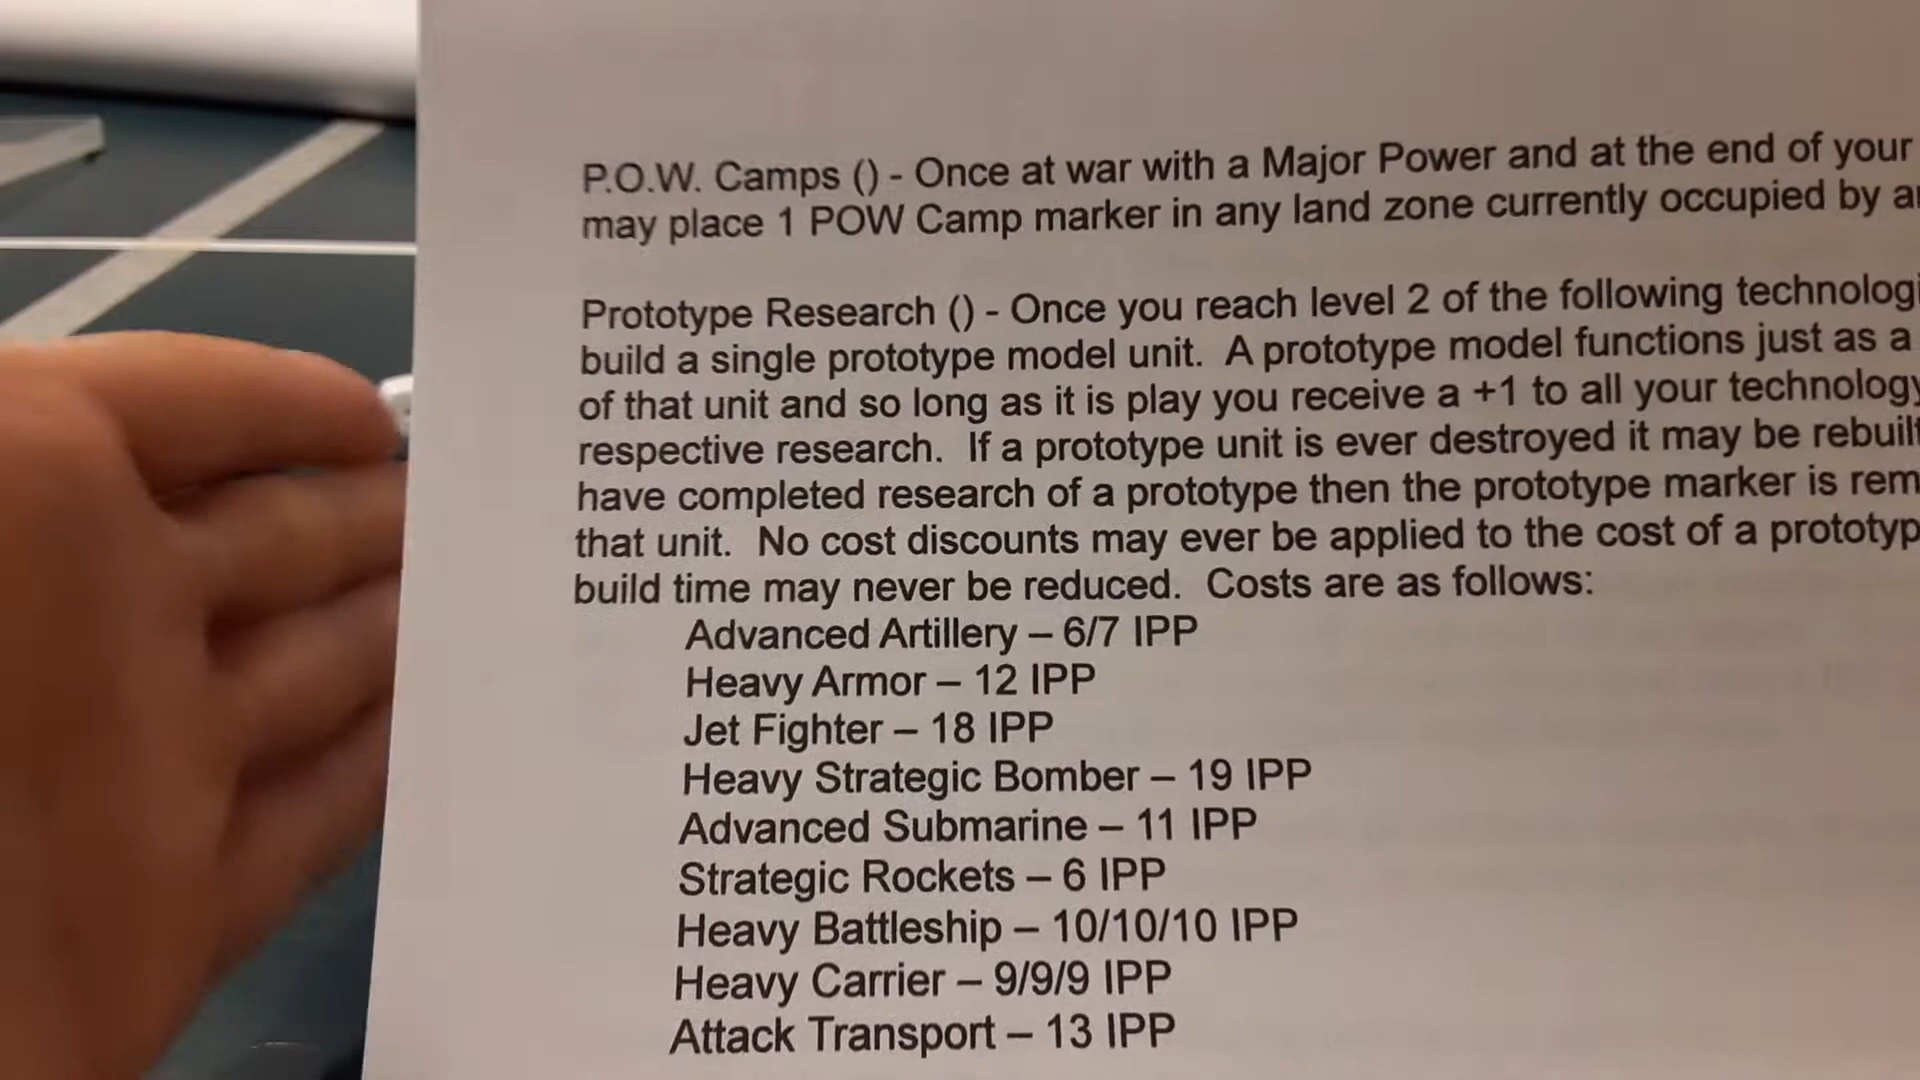 P.O.W. Camps () - Once at war with a Major Power and at the end of your
may place 1 POW Camp marker in any land zone currently occupied by
Prototype Research () - Once you reach level 2 of the following
build a single prototype model unit. A prototype model functions just as a
of that unit and so long as it is play you receive a +1 to all your technology
respective research. If a prototype unit is ever destroyed it may be rebuilt
have completed research of a prototype then the prototype marker is
that unit. No cost discounts may ever be applied to the cost of a
build time may never be reduced. Costs are as follows:
Advanced Artillery – 6/7 IPP
Heavy Armor – 12 IPP
Jet Fighter – 18 IPP
Heavy Strategic Bomber – 19 IPP
Advanced Submarine – 11 IPP
Strategic Rockets – 6 IPP
Heavy Battleship – 10/10/10 IPP
Heavy Carrier – 9/9/9 IPP
Attack Transport – 13 IPP